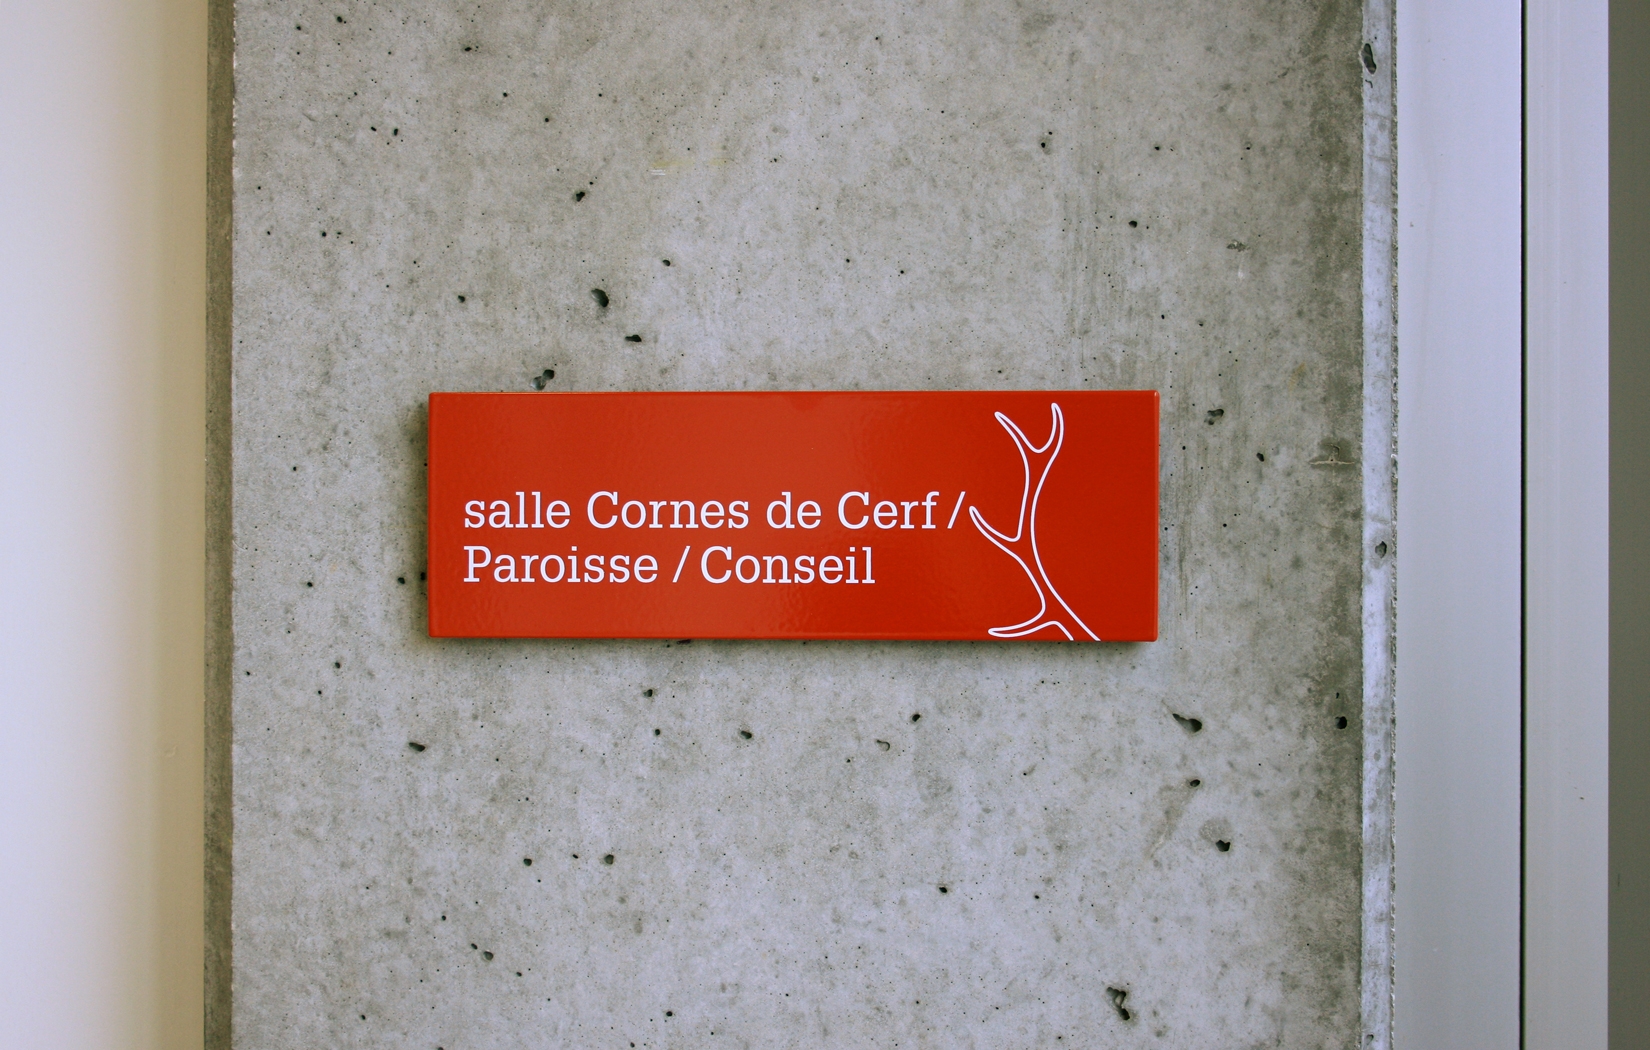 salle Cornes de Cerf /
Paroisse / Conseil